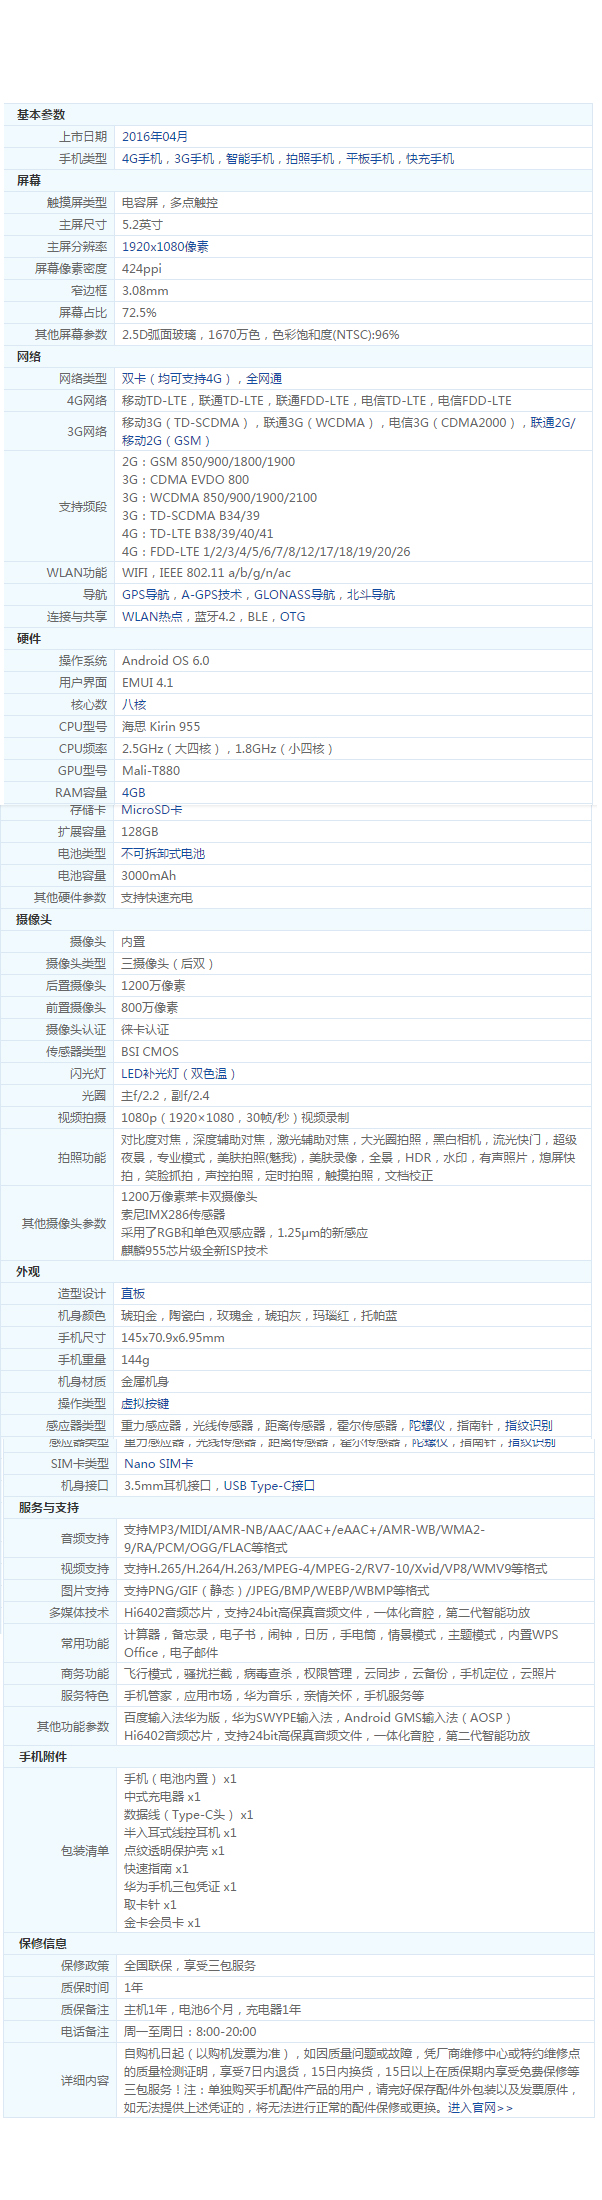 基本参数
上市日期 2016年04月
手机类型 4G手机，3G手机，智能手机，拍照手机，平板手机，快充手机
屏幕
触摸屏类型 电容屏，多点触控
主屏尺寸 5.2英寸
主屏分辨率 1920x1080像素
屏幕像素密度 424ppi
窄边框 3.08mm
屏幕占比 72.5%
其他屏幕参数 2.5D弧面玻璃，1670万色，色彩饱和度(NTSC):96%
网络
网络类型 双卡（均可支持4G），全网通
4G网络 移动TD-LTE，联通TD-LTE，联通FDD-LTE，电信TD-LTE，电信FDD-LTE
3G网络 移动3G（TD-SCDMA），联通3G（WCDMA），电信3G（CDMA2000），联通2G/
移动2G（GSM）
支持频段 2G：GSM 850/900/1800/1900
3G：CDMA EVDO 800
3G：WCDMA 850/900/1900/2100
3G：TD-SCDMA B34/39
4G：TD-LTE B38/39/40/41
4G：FDD-LTE 1/2/3/4/5/6/7/8/12/17/18/19/20/26
WLAN功能 WIFI，IEEE 802.11 a/b/g/n/ac
导航 GPS导航，A-GPS技术，GLONASS导航，北斗导航
连接与共享 WLAN热点，蓝牙4.2，BLE，OTG
硬件
操作系统 Android OS 6.0
用户界面 EMUI 4.1
核心数 八核
CPU型号 海思 Kirin 955
CPU频率 2.5GHz（大四核），1.8GHz（小四核）
GPU型号 Mali-T880
RAM容量 4GB
存储卡 MicroSD卡
扩展容量 128GB
电池类型 不可拆卸式电池
电池容量 3000mAh
其他硬件参数 支持快速充电
摄像头
摄像头 内置
摄像头类型 三摄像头（后双）
后置摄像头 1200万像素
前置摄像头 800万像素
摄像头认证 徕卡认证
传感器类型 BSI CMOS
闪光灯 LED补光灯（双色温）
光圈 主f/2.2，副f/2.4
视频拍摄 1080p（1920×1080，30帧/秒）视频录制
拍照功能 对比度对焦，深度辅助对焦，激光辅助对焦，大光圈拍照，黑白相机，流光快门，超级
夜景，专业模式，美肤拍照(魅我)，美肤录像，全景，HDR，水印，有声照片，熄屏快
拍，笑脸抓拍，声控拍照，定时拍照，触摸拍照，文档校正
其他摄像头参数 1200万像素莱卡双摄像头
索尼IMX286传感器
采用了RGB和单色双感应器，1.25μm的新感应
麒麟955芯片级全新ISP技术
外观
造型设计 直板
机身颜色 琥珀金，陶瓷白，玫瑰金，琥珀灰，玛瑙红，托帕蓝
手机尺寸 145x70.9x6.95mm
手机重量 144g
机身材质 金属机身
操作类型 虚拟按键
感应器类型 重力感应器，光线传感器，距离传感器，霍尔传感器，陀螺仪，指南针，指纹识别
感应器类型 重力感应器，光线传感器，距离传感器，霍尔传感器，陀螺仪，指南针，指纹识别
SIM卡类型 Nano SIM卡
机身接口 3.5mm耳机接口，USB Type-C接口
服务与支持
音频支持 支持MP3/MIDI/AMR-NB/AAC/AAC+/eAAC+/AMR-WB/WMA2-
9/RA/PCM/OGG/FLAC等格式
视频支持 支持H.265/H.264/H.263/MPEG-4/MPEG-2/RV7-10/Xvid/VP8/WMV9等格式
图片支持 支持PNG/GIF（静态）/JPEG/BMP/WEBP/WBMP等格式
多媒体技术 Hi6402音频芯片，支持24bit高保真音频文件，一体化音腔，第二代智能功放
常用功能 计算器，备忘录，电子书，闹钟，日历，手电筒，情景模式，主题模式，内置WPS
Office，电子邮件
商务功能 飞行模式，骚扰拦截，病毒查杀，权限管理，云同步，云备份，手机定位，云照片
服务特色 手机管家，应用市场，华为音乐，亲情关怀，手机服务等
其他功能参数 百度输入法华为版，华为SWYPE输入法，Android GMS输入法（AOSP）
Hi6402音频芯片，支持24bit高保真音频文件，一体化音腔，第二代智能功放
手机附件
包装清单 手机（电池内置） x1
中式充电器 x1
数据线（Type-C头） x1
半入耳式线控耳机 x1
点纹透明保护壳 x1
快速指南 x1
华为手机三包凭证 x1
取卡针 x1
金卡会员卡 x1
保修信息
保修政策 全国联保，享受三包服务
质保时间 1年
质保备注 主机1年，电池6个月，充电器1年
电话备注 周一至周日：8:00-20:00
详细内容 自购机日起（以购机发票为准），如因质量问题或故障，凭厂商维修中心或特约维修点
的质量检测证明，享受7日内退货，15日内换货，15日以上在质保期内享受免费保修等
三包服务！注：单独购买手机配件产品的用户，请完好保存配件外包装以及发票原件，
如无法提供上述凭证的，将无法进行正常的配件保修或更换。进入官网>>